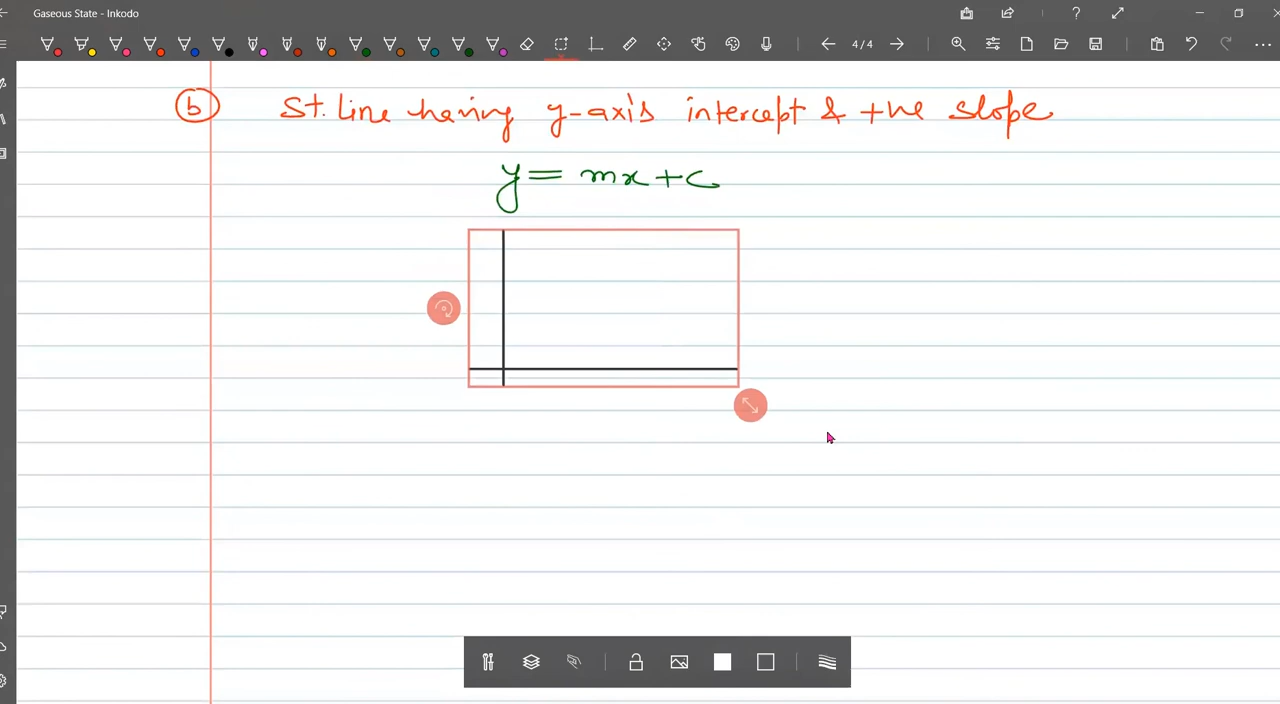 Gaseous State - Inkodo
4/4
b St. Line having y-axis intercept & +ve slope
y = mx + c